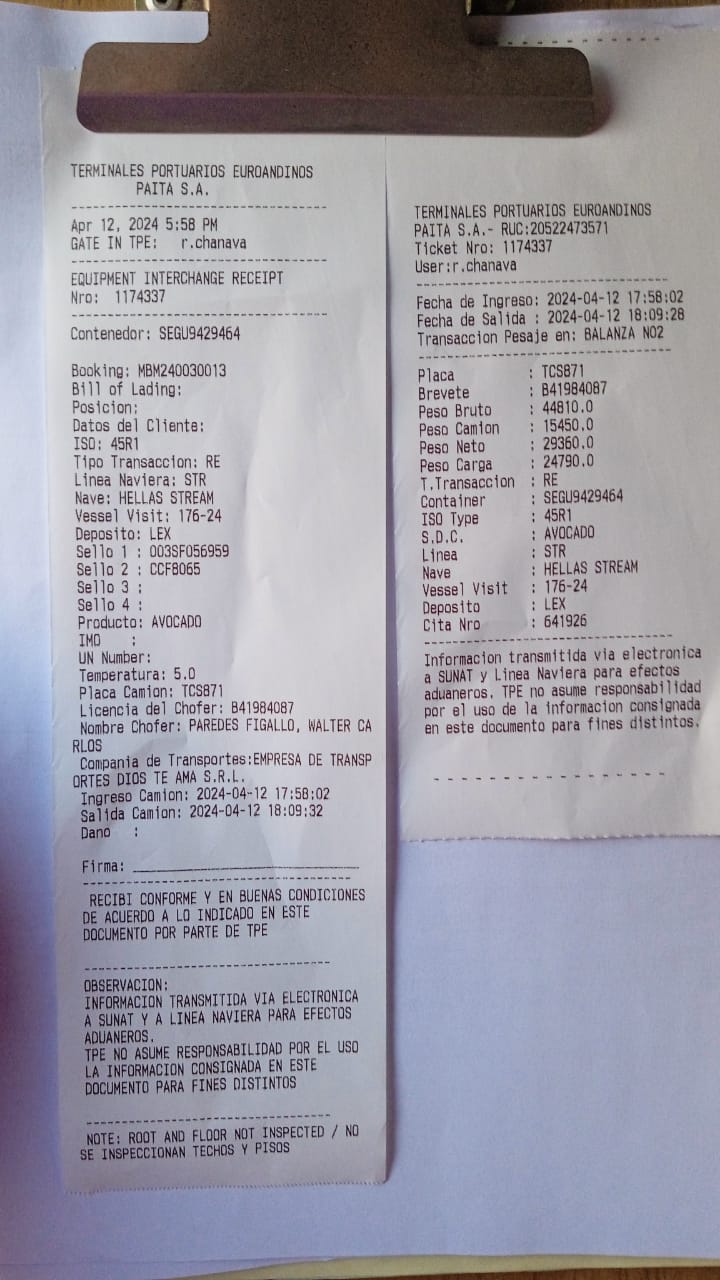 TERMINALES PORTUARIOS EUROANDINOS
PAITA S.A.
--------------------------------
Apr 12, 2024 5:58 PM
GATE IN TPE: r.chanava
--------------------------------
EQUIPMENT INTERCHANGE RECEIPT
Nro: 1174337
--------------------------------
Contenedor: SEGU9429464
Booking: MBM240030013
Bill of Lading:
Posicion:
Datos del Cliente:
ISO: 45R1
Tipo Transaccion: RE
Linea Naviera: STR
Nave: HELLAS STREAM
Vessel Visit: 176-24
Deposito: LEX
Sello 1 : 003SF056959
Sello 2 : CCF8065
Sello 3 :
Sello 4 :
Producto: AVOCADO
IMO :
UN Number:
Temperatura: 5.0
Placa Camion: TCS871
Licencia del Chofer: B41984087
Nombre Chofer: PAREDES FIGALLO, WALTER CA
RLOS
Compania de Transportes:EMPRESA DE TRANSP
ORTES DIOS TE AMA S.R.L.
Ingreso Camion: 2024-04-12 17:58:02
Salida Camion: 2024-04-12 18:09:32
Dano :
Firma: ______________________________
--------------------------------
RECIBI CONFORME Y EN BUENAS CONDICIONES
DE ACUERDO A LO INDICADO EN ESTE
DOCUMENTO POR PARTE DE TPE
--------------------------------
OBSERVACION:
INFORMACION TRANSMITIDA VIA ELECTRONICA
A SUNAT Y A LINEA NAVIERA PARA EFECTOS
ADUANEROS.
TPE NO ASUME RESPONSABILIDAD POR EL USO
LA INFORMACION CONSIGNADA EN ESTE
DOCUMENTO PARA FINES DISTINTOS
--------------------------------
NOTE: ROOT AND FLOOR NOT INSPECTED / NO
SE INSPECCIONAN TECHOS Y PISOS
TERMINALES PORTUARIOS EUROANDINOS
PAITA S.A.- RUC:20522473571
Ticket Nro: 1174337
User:r.chanava
--------------------------------
Fecha de Ingreso: 2024-04-12 17:58:02
Fecha de Salida : 2024-04-12 18:09:28
Transaccion Pesaje en: BALANZA NO2
--------------------------------
Placa : TCS871
Brevete : B41984087
Peso Bruto : 44810.0
Peso Camion : 15450.0
Peso Neto : 29360.0
Peso Carga : 24790.0
T.Transaccion : RE
Container : SEGU9429464
ISO Type : 45R1
S.D.C. : AVOCADO
Linea : STR
Nave : HELLAS STREAM
Vessel Visit : 176-24
Deposito : LEX
Cita Nro : 641926
--------------------------------
Informacion transmitida via electronica
a SUNAT y Linea Naviera para efectos
aduaneros. TPE no asume responsabilidad
por el uso de la informacion consignada
en este documento para fines distintos.
- - - - - - - - - - - - - - - - -